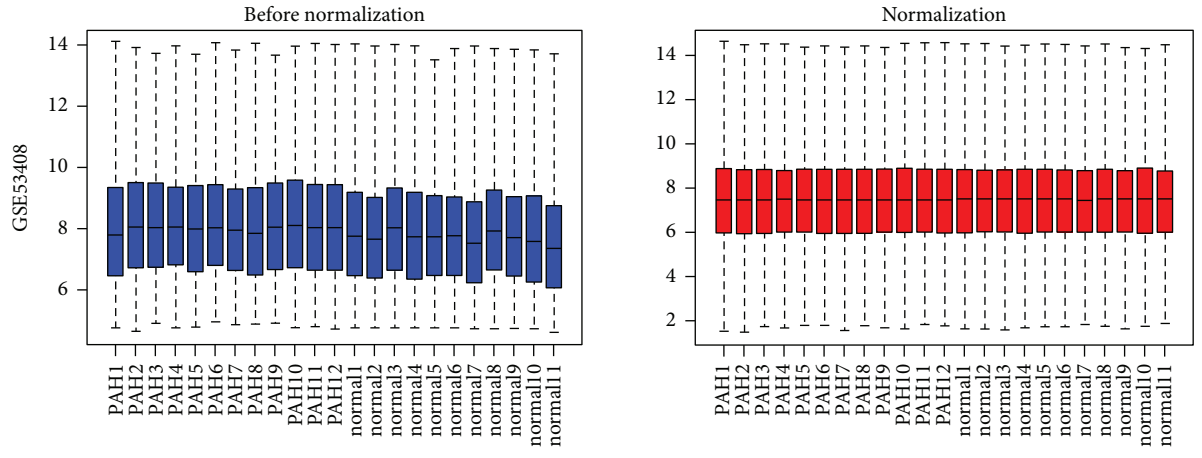 Before normalization
GSE53408
14
12
10
8
6
PAH1
PAH2
PAH3
PAH4
PAH5
PAH6
PAH7
PAH8
PAH9
PAH10
PAH11
PAH12
normal1
normal2
normal3
normal4
normal5
normal6
normal7
normal8
normal9
normal10
normal11
Normalization
14
12
10
8
6
4
2
PAH1
PAH2
PAH3
PAH4
PAH5
PAH6
PAH7
PAH8
PAH9
PAH10
PAH11
PAH12
normal1
normal2
normal3
normal4
normal5
normal6
normal7
normal8
normal9
normal10
normal11